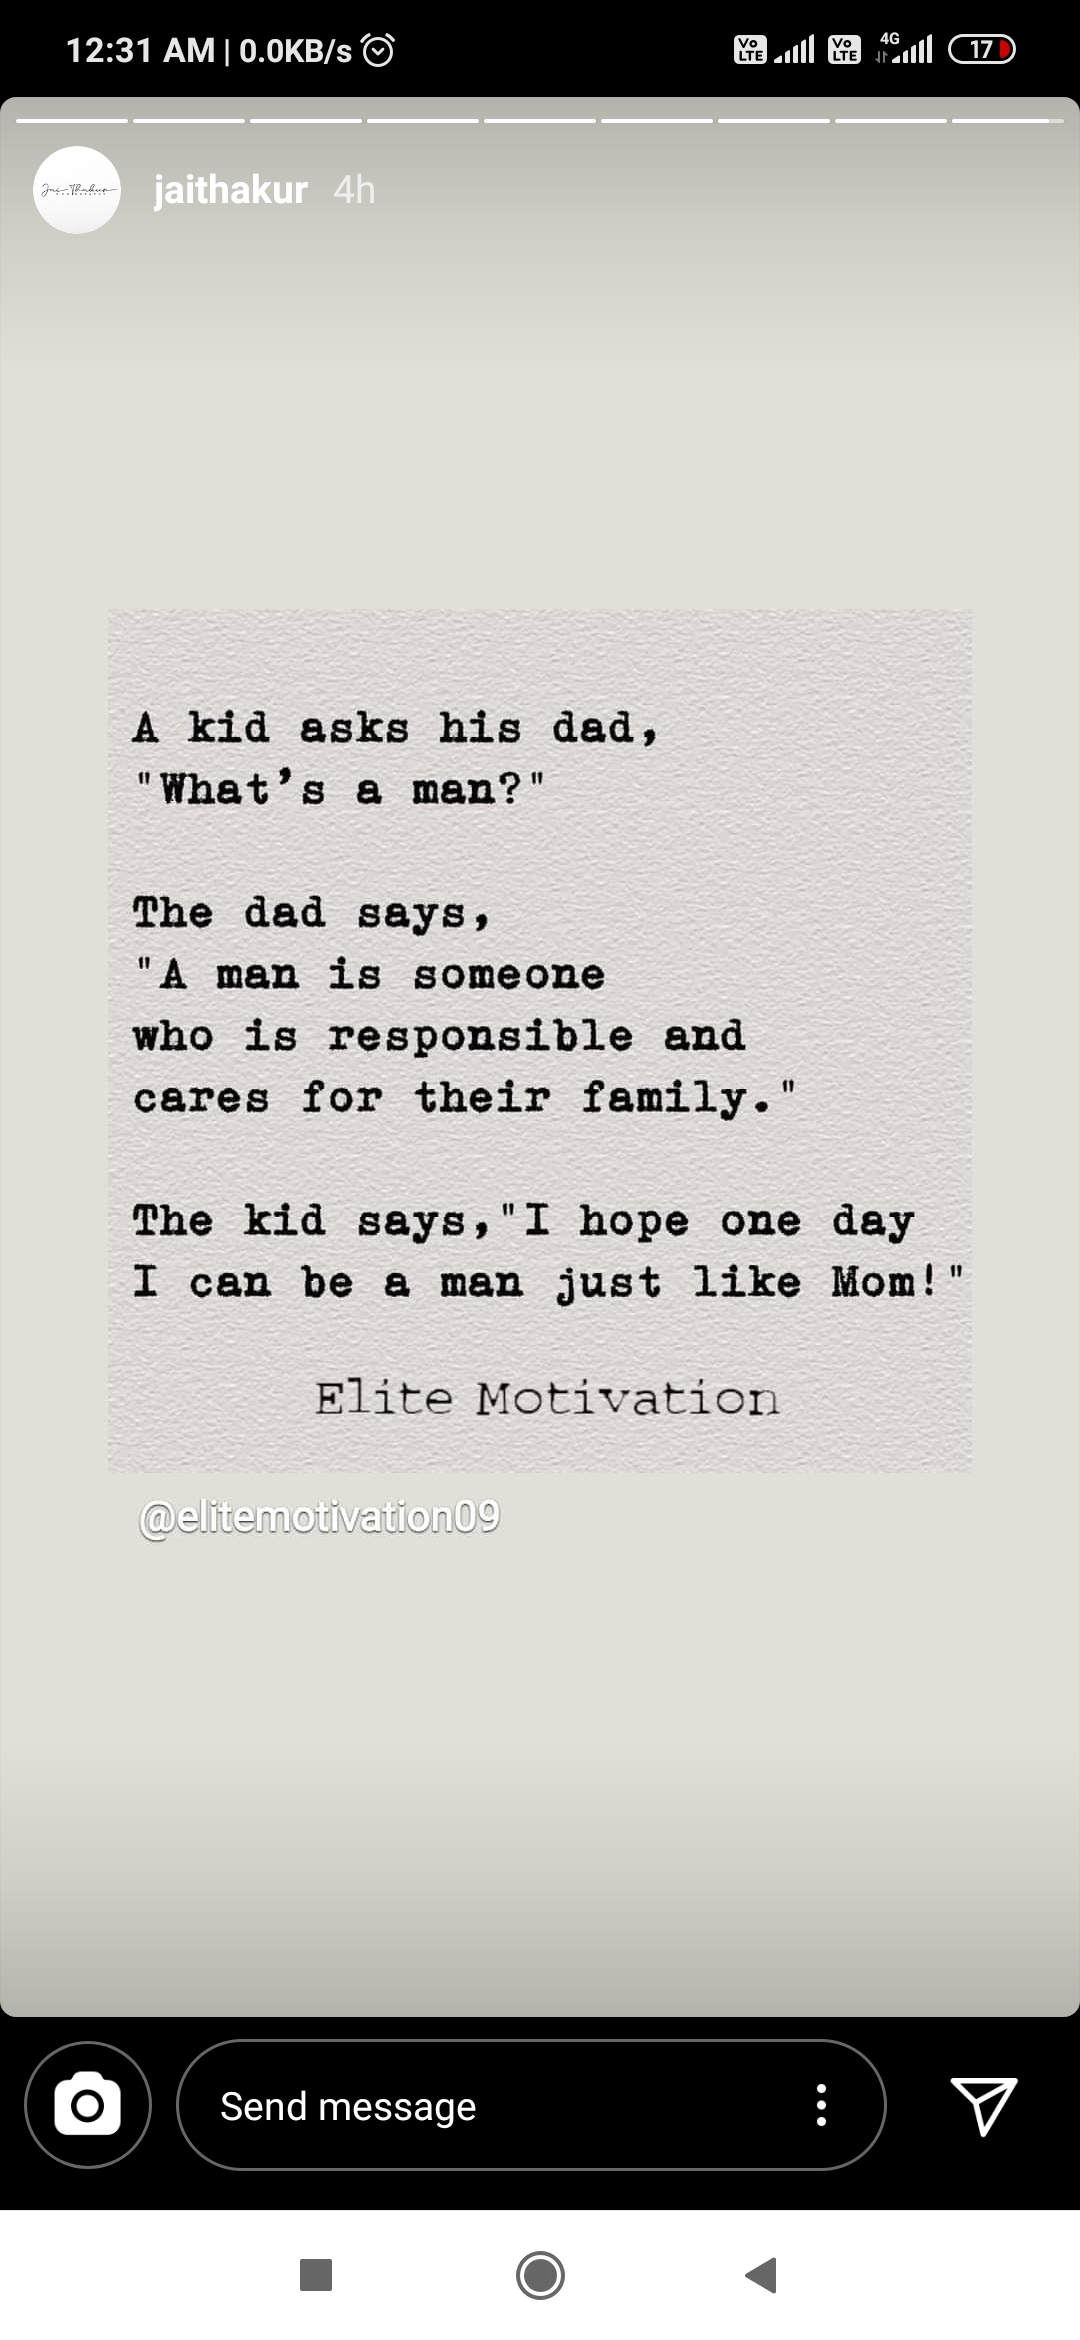 12:31 AM | 0.0KB/s
Vo LTE Vo LTE 4G 17
Jai Thakur
jaithakur 4h
A kid asks his dad,
"What's a man?"
The dad says,
"A man is someone
who is responsible and
cares for their family."
The kid says,"I hope one day
I can be a man just like Mom!"
Elite Motivation
@elitemotivation09
Send message